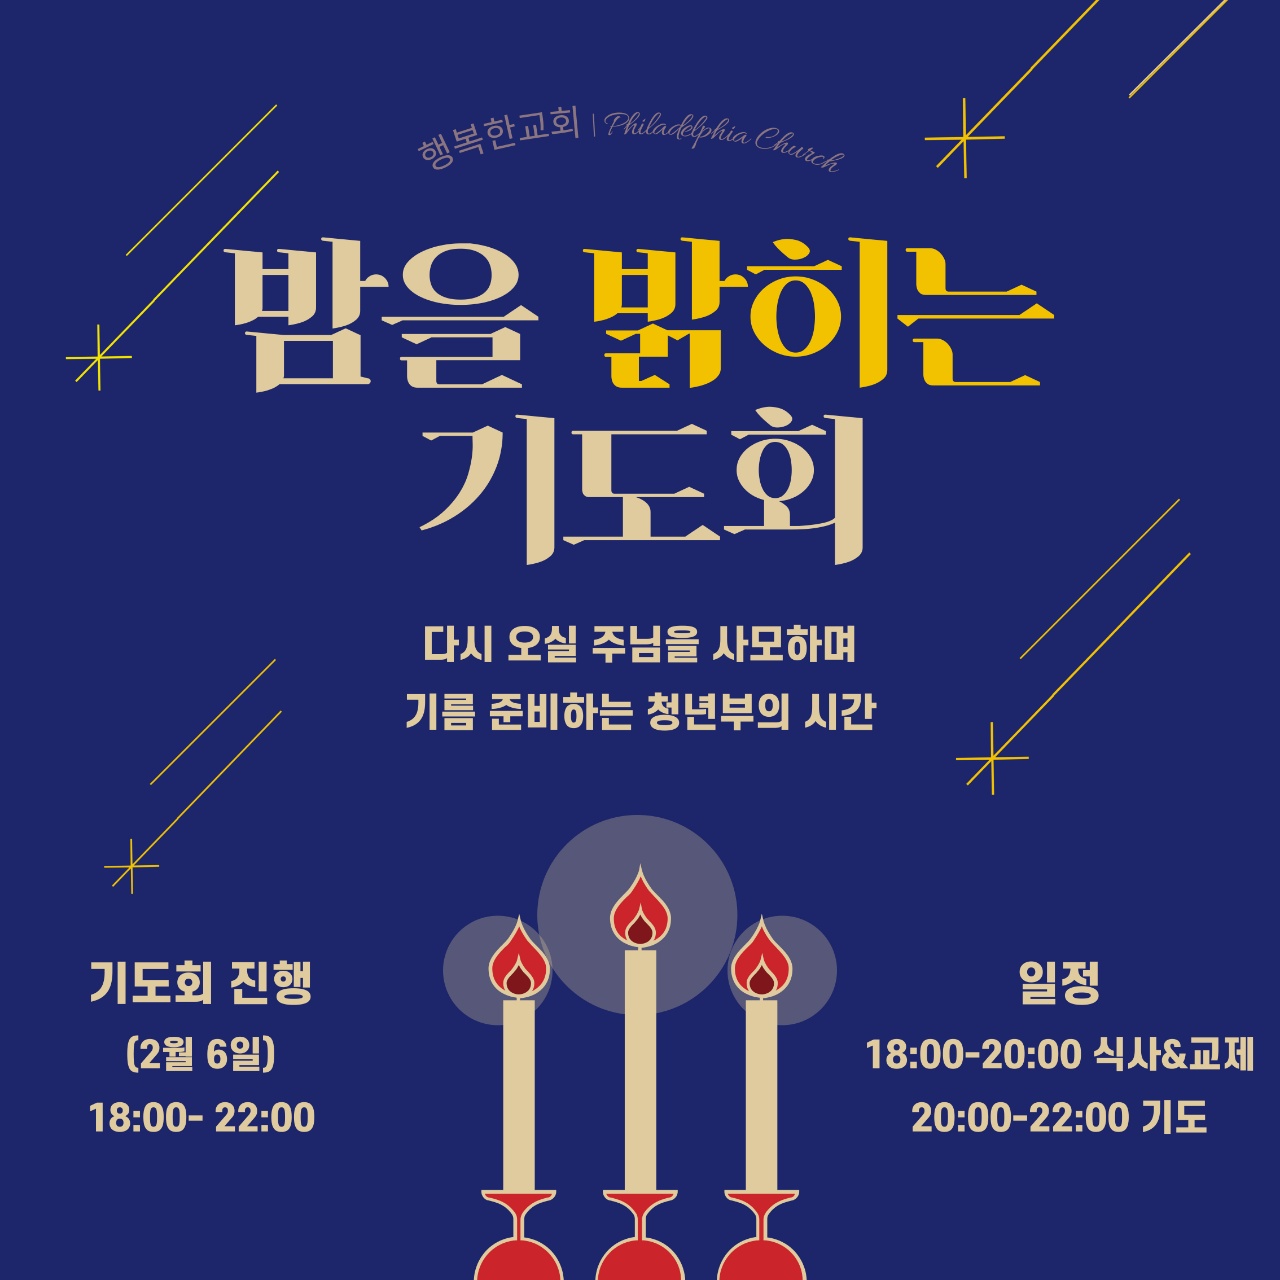 행복한교회 | Philadelphia Church
밤을 밝히는
기도회
다시 오실 주님을 사모하며
기름 준비하는 청년부의 시간
기도회 진행
(2월 6일)
18:00- 22:00
일정
18:00-20:00 식사&교제
20:00-22:00 기도